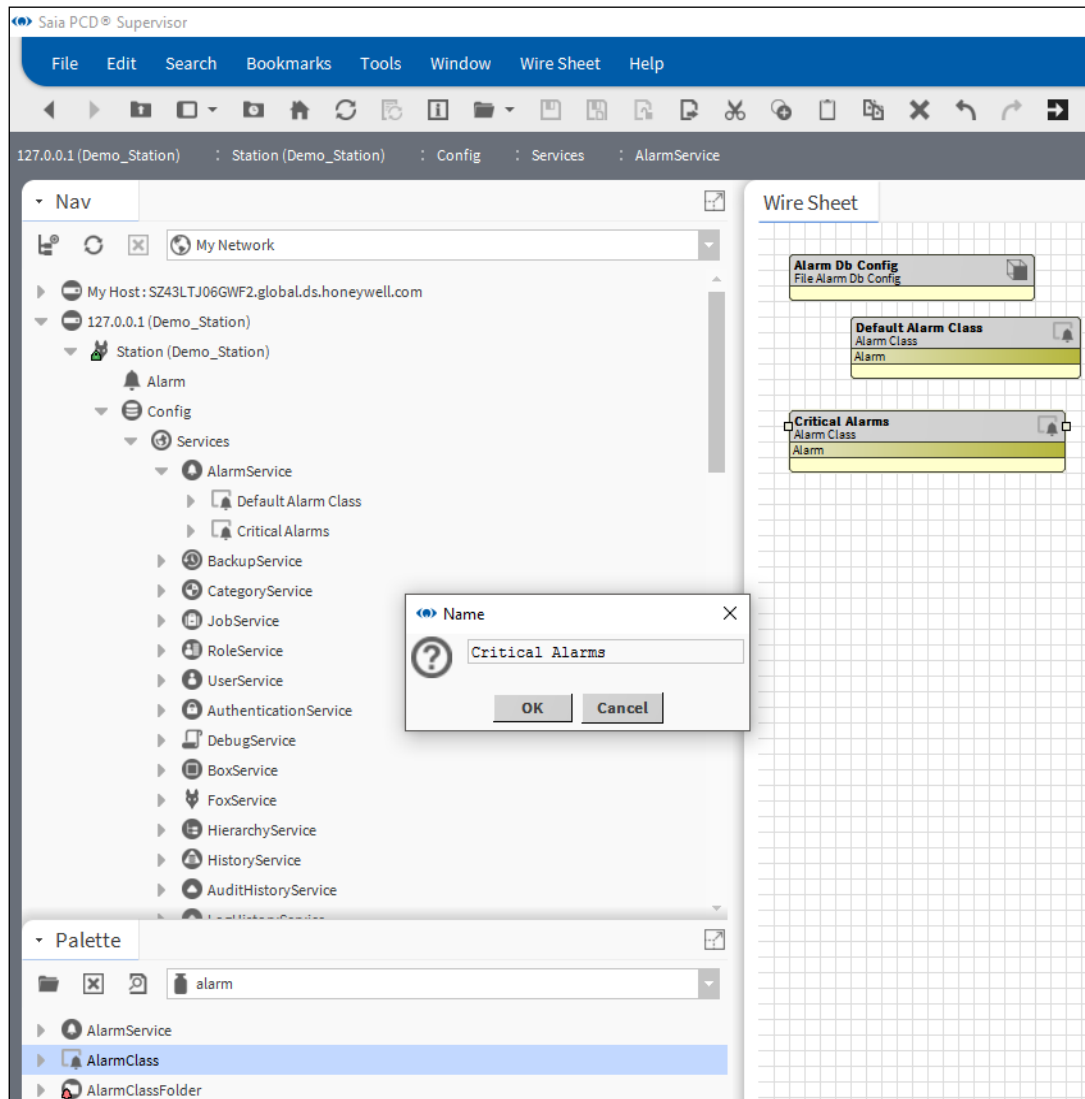 Saia PCD® Supervisor
File Edit Search Bookmarks Tools Window Wire Sheet Help
127.0.0.1 (Demo_Station) : Station (Demo_Station) : Config : Services : AlarmService
Nav
My Network
My Host : SZ43LTJ06GWF2.global.ds.honeywell.com
127.0.0.1 (Demo_Station)
Station (Demo_Station)
Alarm
Config
Services
AlarmService
Default Alarm Class
Critical Alarms
BackupService
CategoryService
JobService
RoleService
UserService
AuthenticationService
DebugService
BoxService
FoxService
HierarchyService
HistoryService
AuditHistoryService
LogHistoryService
Name
Critical Alarms
OK Cancel
Palette
alarm
AlarmService
AlarmClass
AlarmClassFolder
Wire Sheet
Alarm Db Config
File Alarm Db Config
Default Alarm Class
Alarm Class
Alarm
Critical Alarms
Alarm Class
Alarm